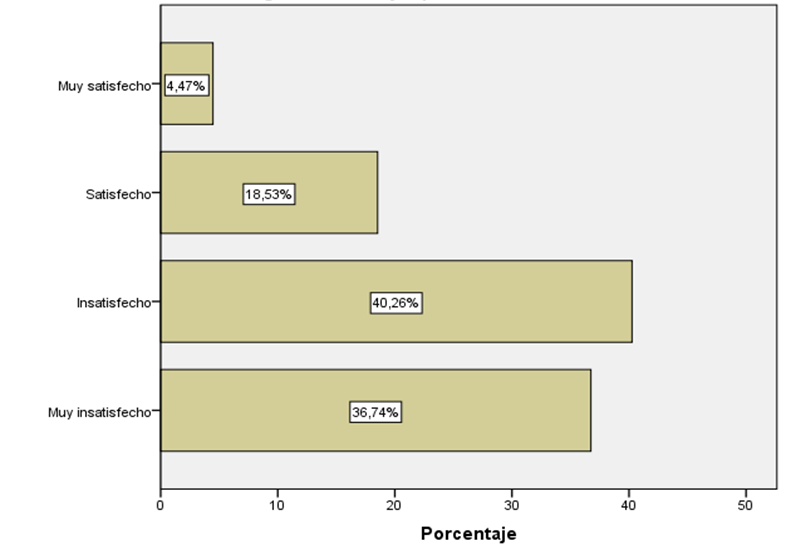 Muy satisfecho
4,47%
Satisfecho
18,53%
Insatisfecho
40,26%
Muy insatisfecho
36,74%
0 10 20 30 40 50
Porcentaje